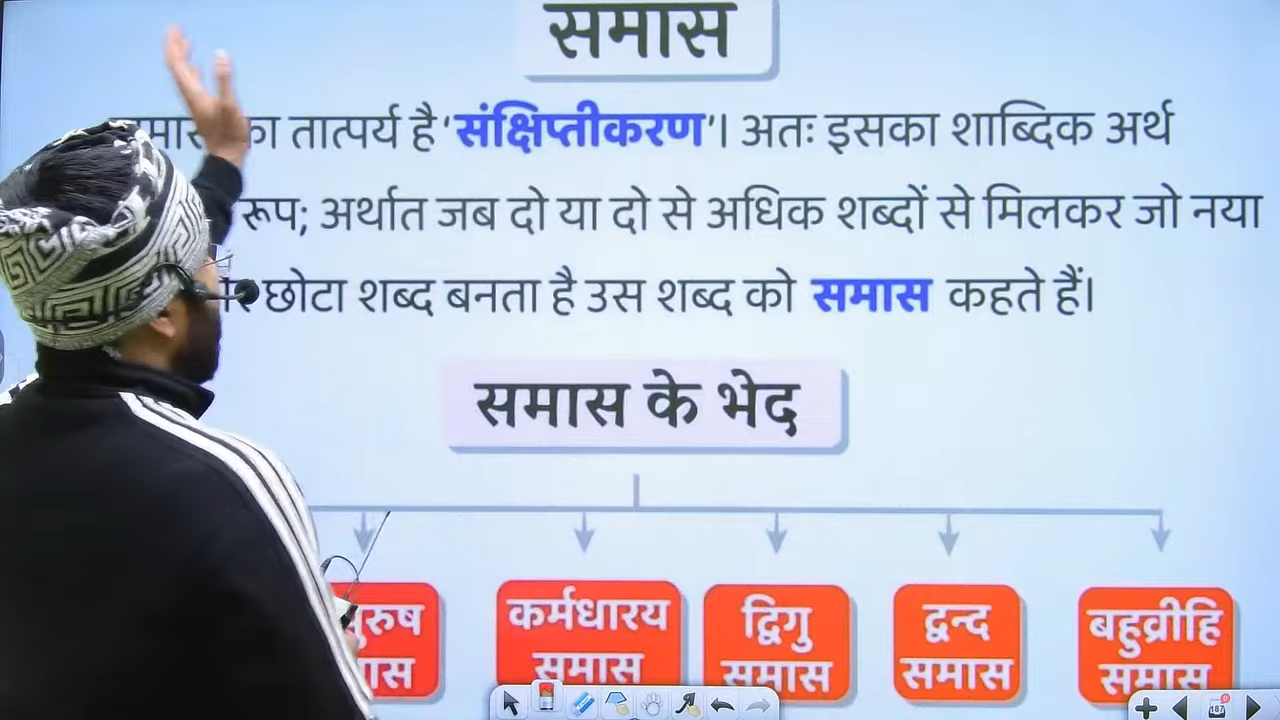 समास
का तात्पर्य है ‘संक्षिप्तीकरण’। अतः इसका शाब्दिक अर्थ
रूप; अर्थात जब दो या दो से अधिक शब्दों से मिलकर जो नया
छोटा शब्द बनता है उस शब्द को समास कहते हैं।
समास के भेद
कर्मधारय समास
द्विगु समास
द्वन्द समास
बहुव्रीहि समास
187